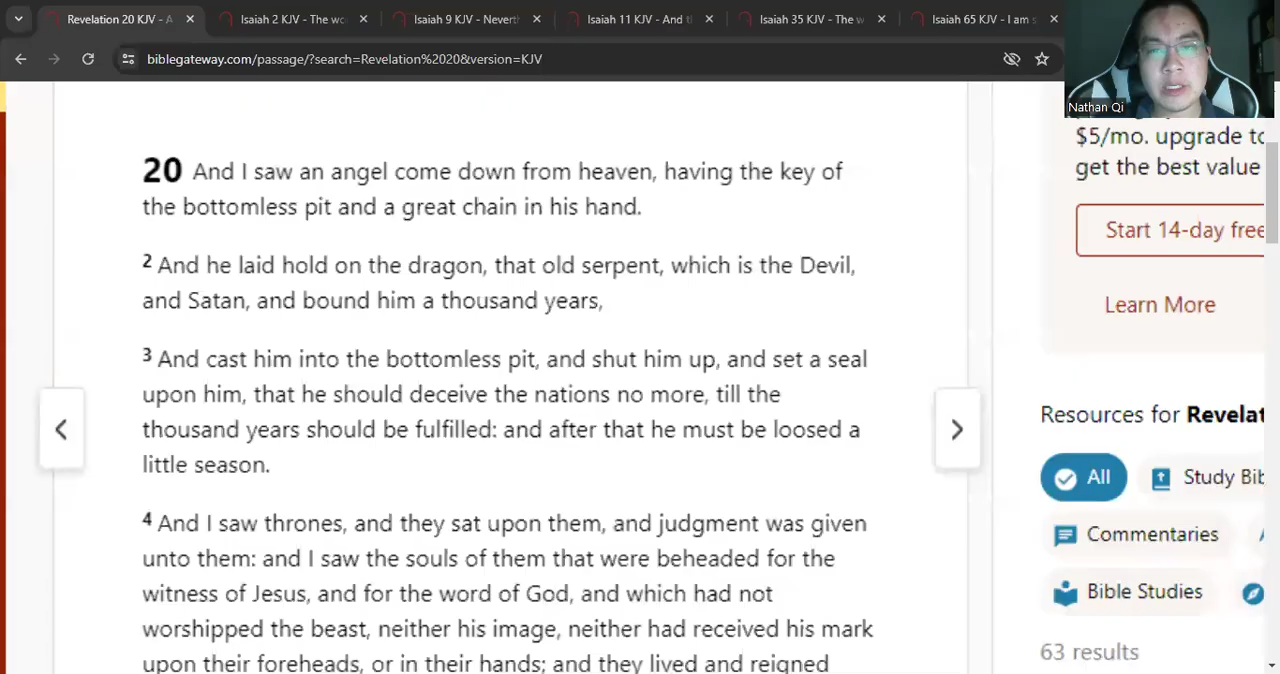 Revelation 20 KJV - A
Isaiah 2 KJV - The wo
Isaiah 9 KJV - Neverth
Isaiah 11 KJV - And t
Isaiah 35 KJV - The w
Isaiah 65 KJV - I am s
biblegateway.com/passage/?search=Revelation%2020&version=KJV
Nathan Qi
$5/mo. upgrade to
get the best value
Start 14-day free
Learn More
20 And I saw an angel come down from heaven, having the key of
the bottomless pit and a great chain in his hand.
2 And he laid hold on the dragon, that old serpent, which is the Devil,
and Satan, and bound him a thousand years,
3 And cast him into the bottomless pit, and shut him up, and set a seal
upon him, that he should deceive the nations no more, till the
thousand years should be fulfilled: and after that he must be loosed a
little season.
4 And I saw thrones, and they sat upon them, and judgment was given
unto them: and I saw the souls of them that were beheaded for the
witness of Jesus, and for the word of God, and which had not
worshipped the beast, neither his image, neither had received his mark
upon their foreheads, or in their hands; and they lived and reigned
Resources for Revelat
All
Study Bib
Commentaries
Bible Studies
63 results